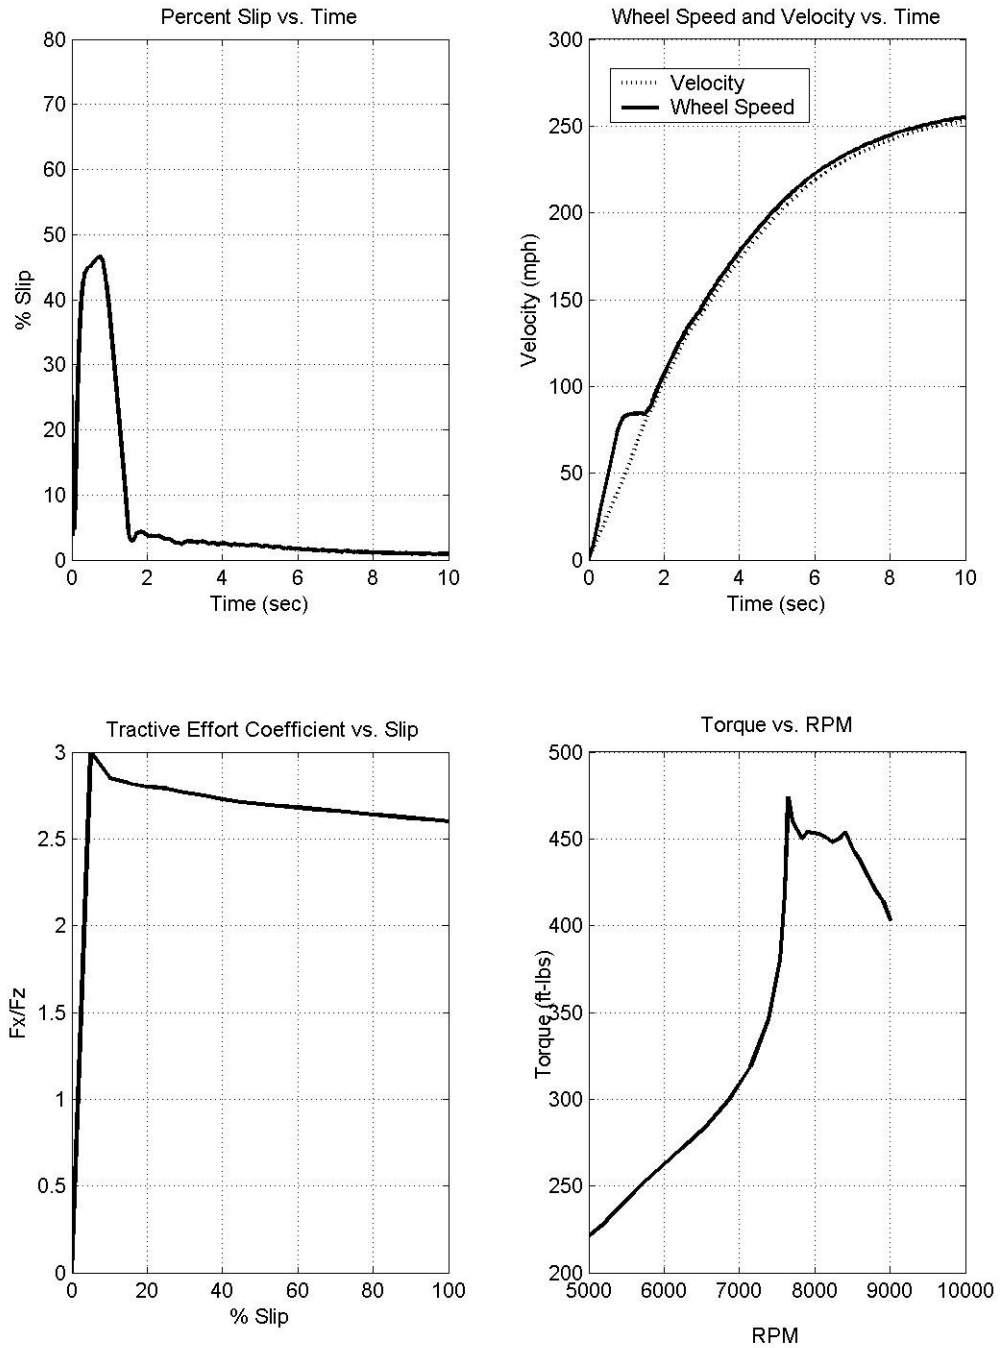 Percent Slip vs. Time
80
70
60
50
40
30
20
10
0
% Slip
0 2 4 6 8 10
Time (sec)
Wheel Speed and Velocity vs. Time
300
250
200
150
100
50
0
Velocity (mph)
Velocity
Wheel Speed
0 2 4 6 8 10
Time (sec)
Tractive Effort Coefficient vs. Slip
3
2.5
2
1.5
1
0.5
0
Fx/Fz
0 20 40 60 80 100
% Slip
Torque vs. RPM
500
450
400
350
300
250
200
Torque (ft-lbs)
5000 6000 7000 8000 9000 10000
RPM